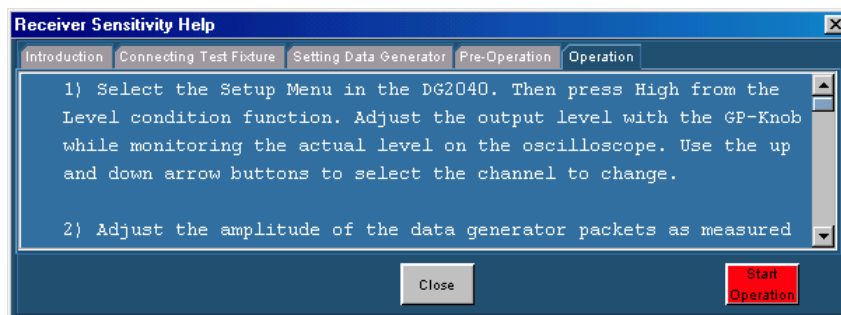 Receiver Sensitivity Help
Introduction Connecting Test Fixture Setting Data Generator Pre-Operation Operation
1) Select the Setup Menu in the DG2040. Then press High from the
Level condition function. Adjust the output level with the GP-Knob
while monitoring the actual level on the oscilloscope. Use the up
and down arrow buttons to select the channel to change.
2) Adjust the amplitude of the data generator packets as measured
Close
Start
Operation